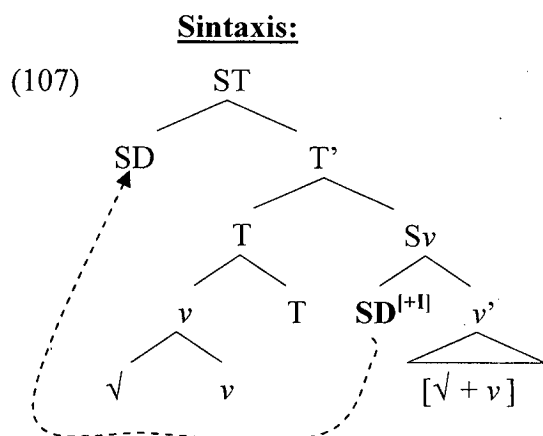 Sintaxis:
(107) ST
SD T’
T Sv
v T SD[+I] v’
√ v [√ + v]